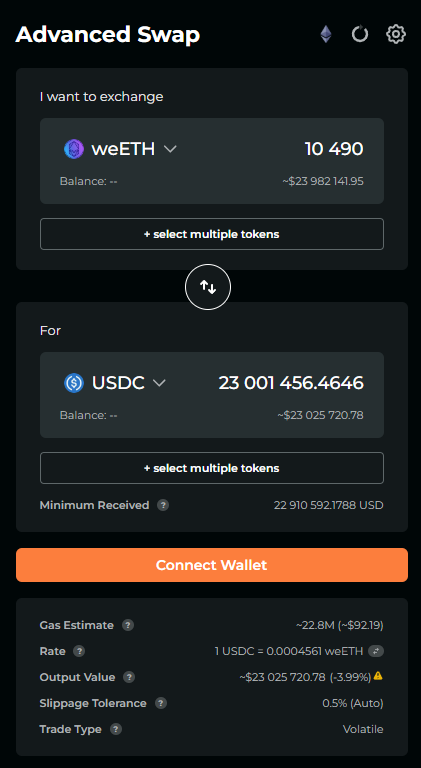 Advanced Swap
I want to exchange
weETH 10 490
Balance: -- ~$23 982 141.95
+ select multiple tokens
For
USDC 23 001 456.4646
Balance: -- ~$23 025 720.78
+ select multiple tokens
Minimum Received ? 22 910 592.1788 USD
Connect Wallet
Gas Estimate ? ~22.8M (~$92.19)
Rate ? 1 USDC = 0.0004561 weETH
Output Value ? ~$23 025 720.78 (-3.99%)
Slippage Tolerance ? 0.5% (Auto)
Trade Type ? Volatile